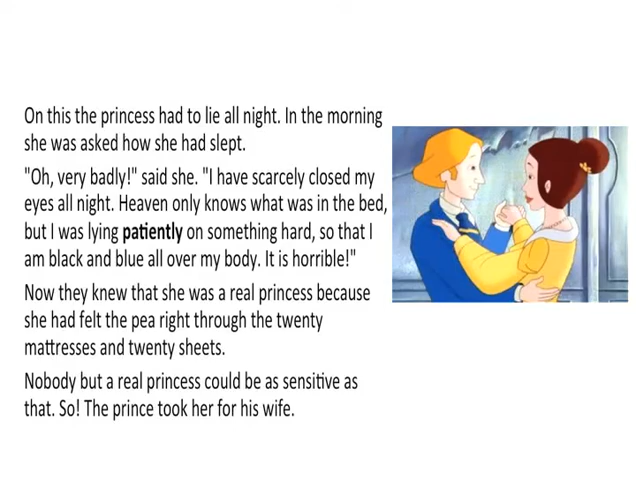 On this the princess had to lie all night. In the morning
she was asked how she had slept.
"Oh, very badly!" said she. "I have scarcely closed my
eyes all night. Heaven only knows what was in the bed,
but I was lying patiently on something hard, so that I
am black and blue all over my body. It is horrible!"
Now they knew that she was a real princess because
she had felt the pea right through the twenty
mattresses and twenty sheets.
Nobody but a real princess could be as sensitive as
that. So! The prince took her for his wife.